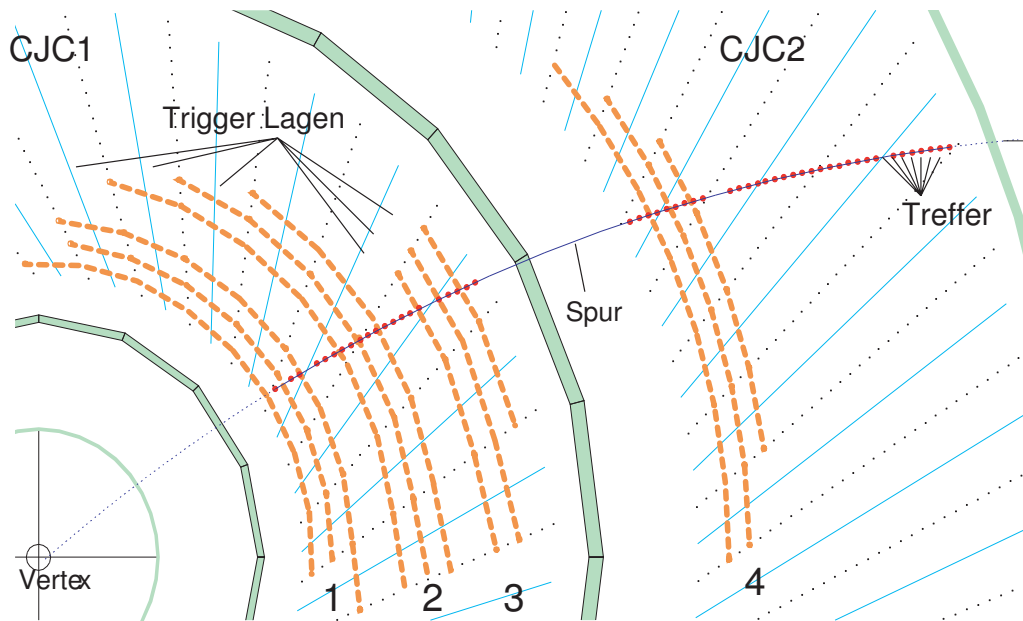 CJC1
CJC2
Trigger Lagen
Treffer
Spur
Vertex
1
2
3
4